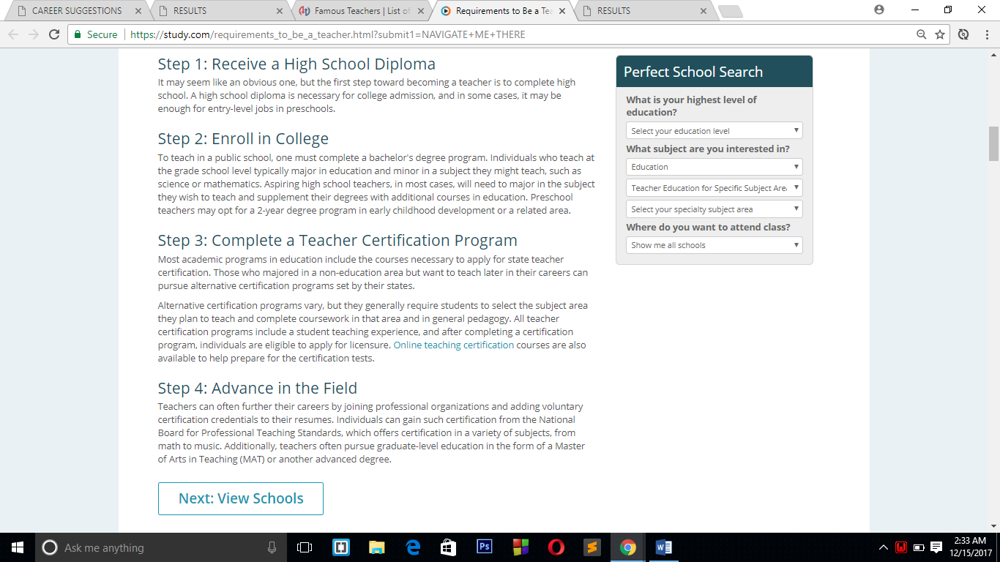 CAREER SUGGESTIONS
RESULTS
Famous Teachers | List of
Requirements to Be a Tea
RESULTS
Secure
https://study.com/requirements_to_be_a_teacher.html?submit1=NAVIGATE+ME+THERE
Step 1: Receive a High School Diploma
It may seem like an obvious one, but the first step toward becoming a teacher is to complete high
school. A high school diploma is necessary for college admission, and in some cases, it may be
enough for entry-level jobs in preschools.
Step 2: Enroll in College
To teach in a public school, one must complete a bachelor's degree program. Individuals who teach at
the grade school level typically major in education and minor in a subject they might teach, such as
science or mathematics. Aspiring high school teachers, in most cases, will need to major in the subject
they wish to teach and supplement their degrees with additional courses in education. Preschool
teachers may opt for a 2-year degree program in early childhood development or a related area.
Step 3: Complete a Teacher Certification Program
Most academic programs in education include the courses necessary to apply for state teacher
certification. Those who majored in a non-education area but want to teach later in their careers can
pursue alternative certification programs set by their states.
Alternative certification programs vary, but they generally require students to select the subject area
they plan to teach and complete coursework in that area and in general pedagogy. All teacher
certification programs include a student teaching experience, and after completing a certification
program, individuals are eligible to apply for licensure. Online teaching certification courses are also
available to help prepare for the certification tests.
Step 4: Advance in the Field
Teachers can often further their careers by joining professional organizations and adding voluntary
certification credentials to their resumes. Individuals can gain such certification from the National
Board for Professional Teaching Standards, which offers certification in a variety of subjects, from
math to music. Additionally, teachers often pursue graduate-level education in the form of a Master
of Arts in Teaching (MAT) or another advanced degree.
Next: View Schools
Perfect School Search
What is your highest level of
education?
Select your education level
What subject are you interested in?
Education
Teacher Education for Specific Subject Area
Select your specialty subject area
Where do you want to attend class?
Show me all schools
Ask me anything
Ps
2:33 AM
12/15/2017